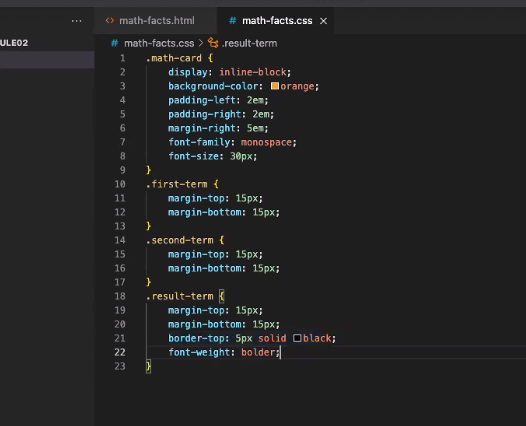 ... <> math-facts.html # math-facts.css ×
ULE02
# math-facts.css > .result-term
1 .math-card {
2 display: inline-block;
3 background-color: orange;
4 padding-left: 2em;
5 padding-right: 2em;
6 margin-right: 5em;
7 font-family: monospace;
8 font-size: 30px;
9 }
10 .first-term {
11 margin-top: 15px;
12 margin-bottom: 15px;
13 }
14 .second-term {
15 margin-top: 15px;
16 margin-bottom: 15px;
17 }
18 .result-term {
19 margin-top: 15px;
20 margin-bottom: 15px;
21 border-top: 5px solid black;
22 font-weight: bolder;
23 }